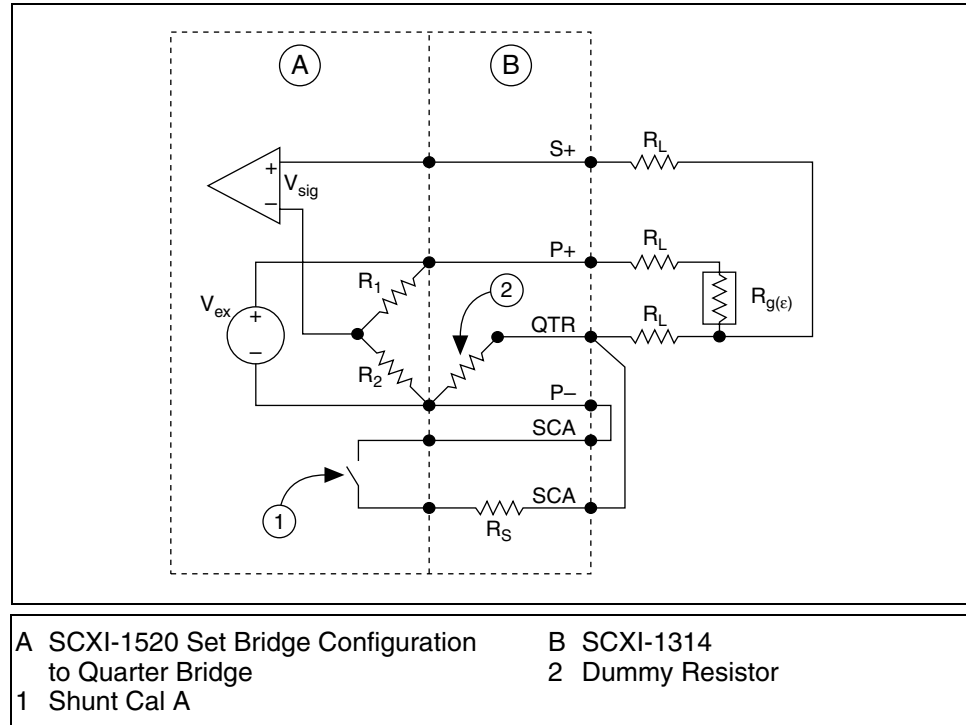 A
B
S+
R_L
+
V_sig
–
P+
R_L
R_1
2
R_g(ε)
V_ex
+
–
QTR
R_L
R_2
P–
SCA
SCA
1
R_S
A SCXI-1520 Set Bridge Configuration
to Quarter Bridge
1 Shunt Cal A
B SCXI-1314
2 Dummy Resistor